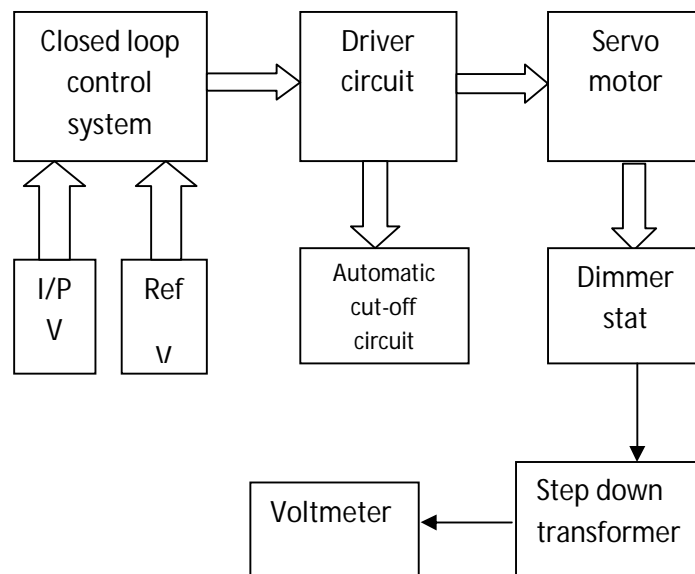 Closed loop
control
system
Driver
circuit
Servo
motor
I/P
V
Ref
V
Automatic
cut-off
circuit
Dimmer
stat
Voltmeter
Step down
transformer